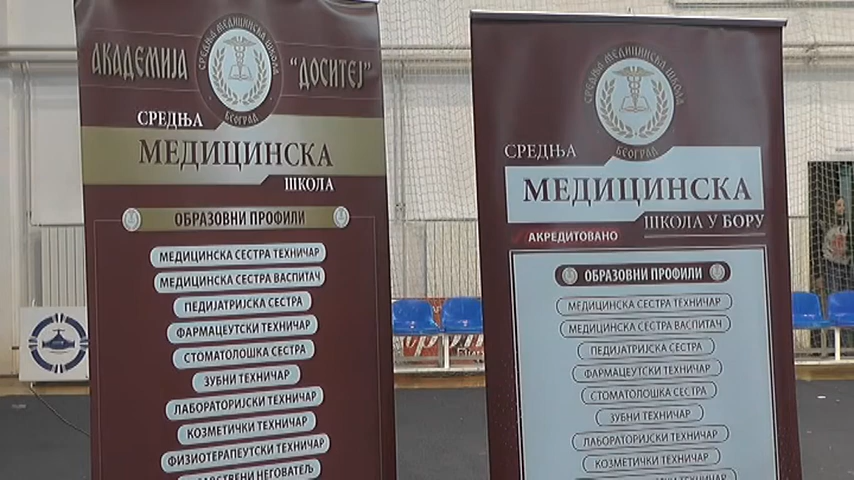 АКАДЕМИЈА "ДОСИТЕЈ"
СРЕДЊА МЕДИЦИНСКА ШКОЛА
БЕОГРАД
СРЕДЊА
МЕДИЦИНСКА
ШКОЛА
ОБРАЗОВНИ ПРОФИЛИ
МЕДИЦИНСКА СЕСТРА ТЕХНИЧАР
МЕДИЦИНСКА СЕСТРА ВАСПИТАЧ
ПЕДИЈАТРИЈСКА СЕСТРА
ФАРМАЦЕУТСКИ ТЕХНИЧАР
СТОМАТОЛОШКА СЕСТРА
ЗУБНИ ТЕХНИЧАР
ЛАБОРАТОРИЈСКИ ТЕХНИЧАР
КОЗМЕТИЧКИ ТЕХНИЧАР
ФИЗИОТЕРАПЕУТСКИ ТЕХНИЧАР
НЕГОВАТЕЉ
СРЕДЊА МЕДИЦИНСКА ШКОЛА
БЕОГРАД
СРЕДЊА
МЕДИЦИНСКА
ШКОЛА У БОРУ
АКРЕДИТОВАНО
ОБРАЗОВНИ ПРОФИЛИ
МЕДИЦИНСКА СЕСТРА ТЕХНИЧАР
МЕДИЦИНСКА СЕСТРА ВАСПИТАЧ
ПЕДИЈАТРИЈСКА СЕСТРА
ФАРМАЦЕУТСКИ ТЕХНИЧАР
СТОМАТОЛОШКА СЕСТРА
ЗУБНИ ТЕХНИЧАР
ЛАБОРАТОРИЈСКИ ТЕХНИЧАР
КОЗМЕТИЧКИ ТЕХНИЧАР